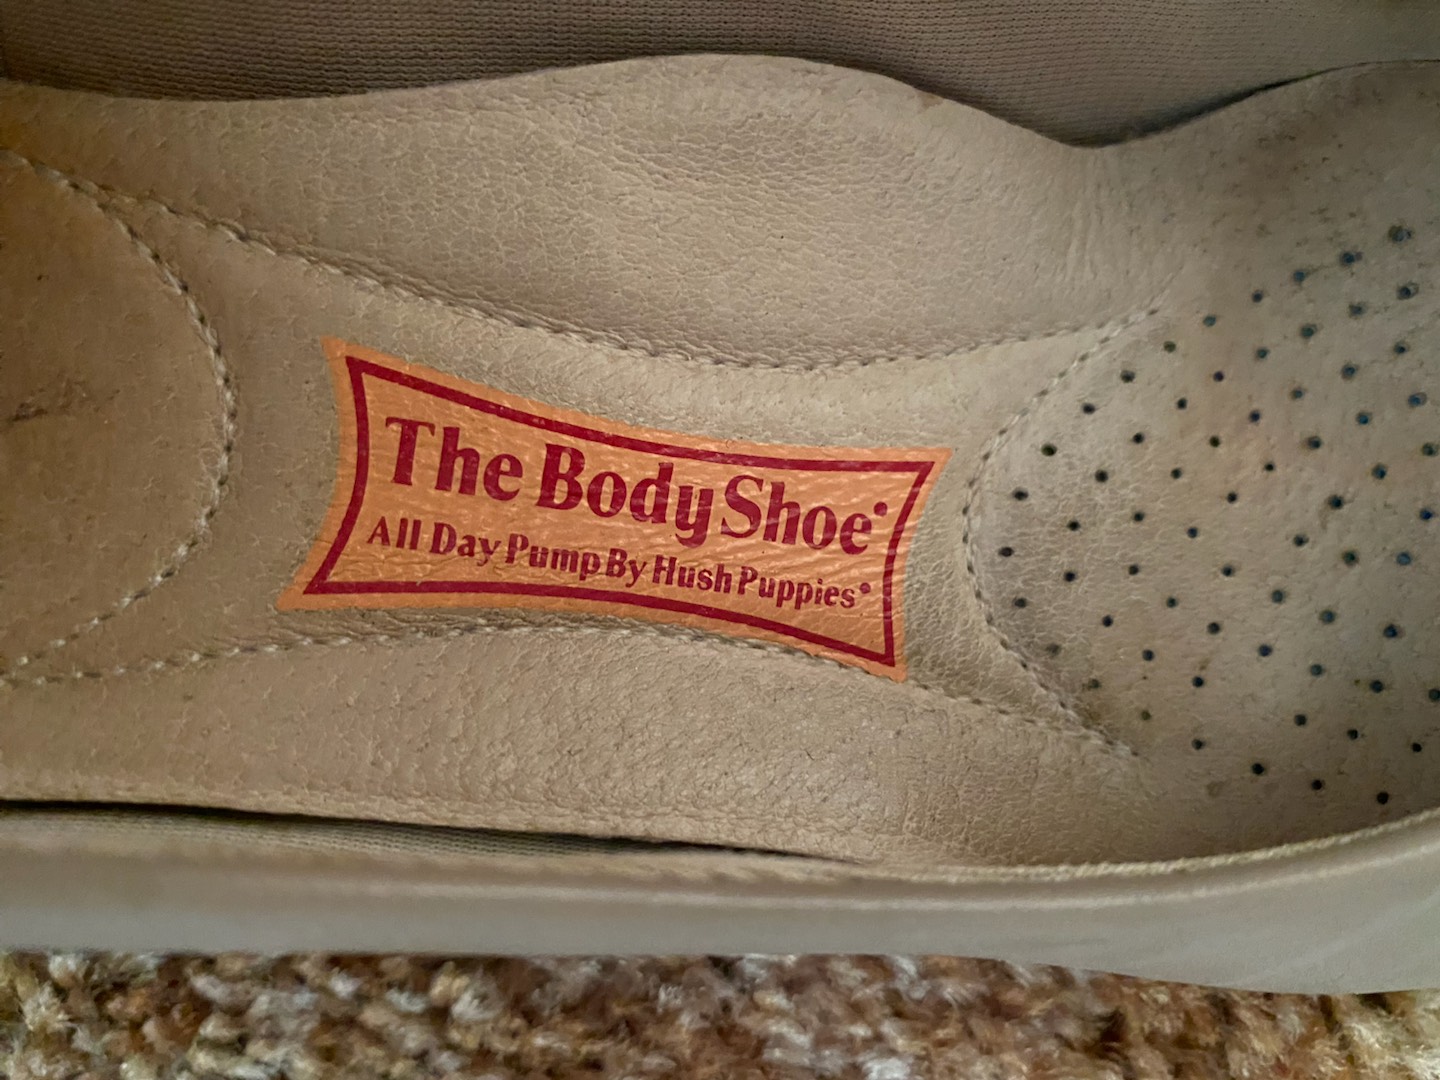 The Body Shoe®
All Day Pump By Hush Puppies®